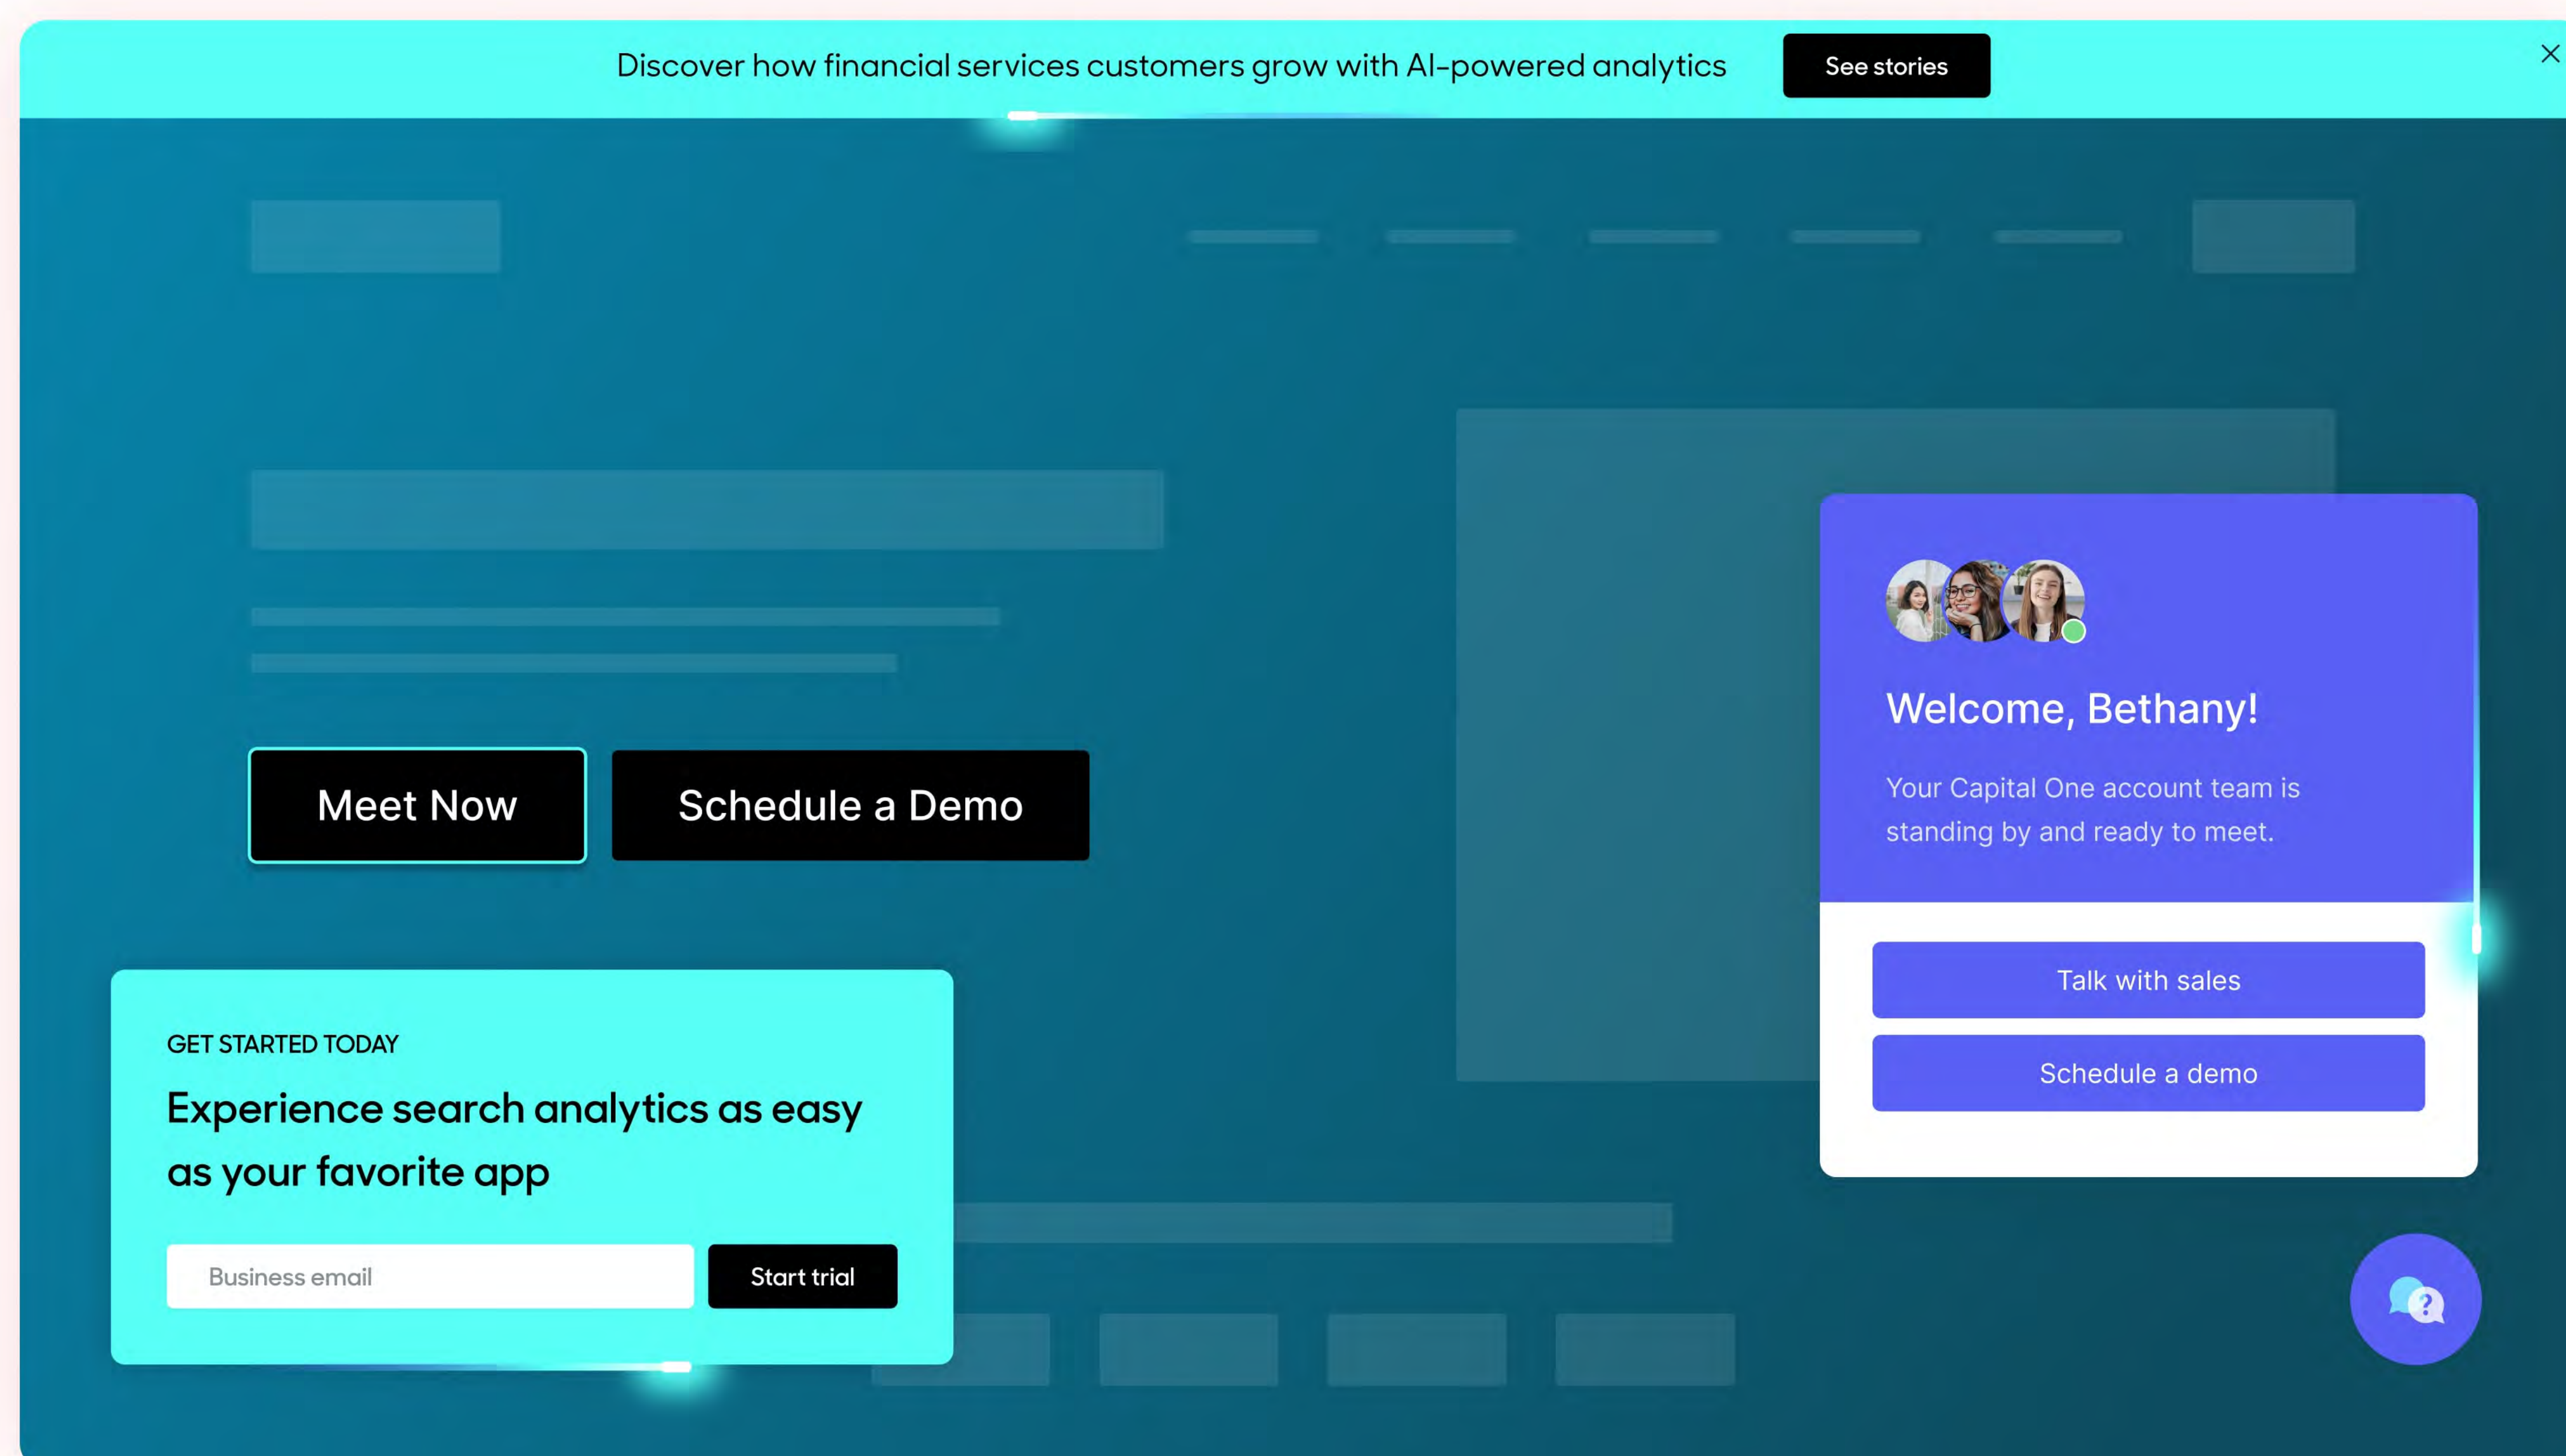 Discover how financial services customers grow with AI-powered analytics
See stories
Meet Now
Schedule a Demo
GET STARTED TODAY
Experience search analytics as easy
as your favorite app
Business email
Start trial
Welcome, Bethany!
Your Capital One account team is
standing by and ready to meet.
Talk with sales
Schedule a demo
?